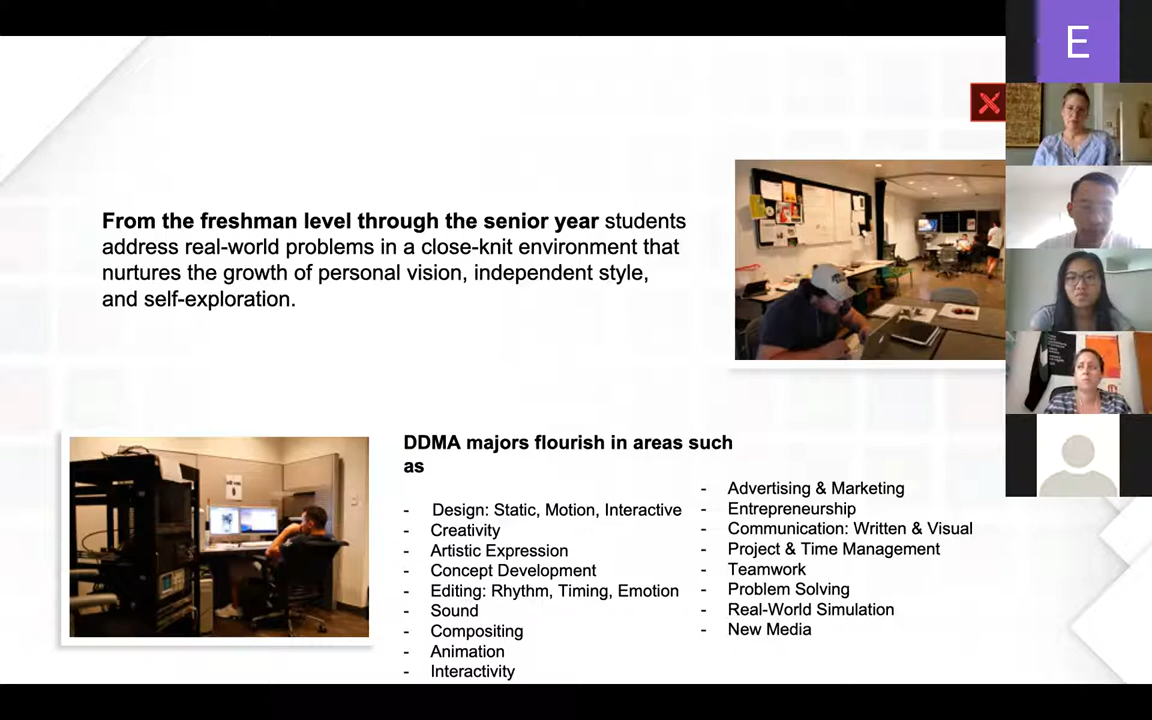 E
From the freshman level through the senior year students
address real-world problems in a close-knit environment that
nurtures the growth of personal vision, independent style,
and self-exploration.
DDMA majors flourish in areas such
as
- Design: Static, Motion, Interactive
- Creativity
- Artistic Expression
- Concept Development
- Editing: Rhythm, Timing, Emotion
- Sound
- Compositing
- Animation
- Interactivity
- Advertising & Marketing
- Entrepreneurship
- Communication: Written & Visual
- Project & Time Management
- Teamwork
- Problem Solving
- Real-World Simulation
- New Media